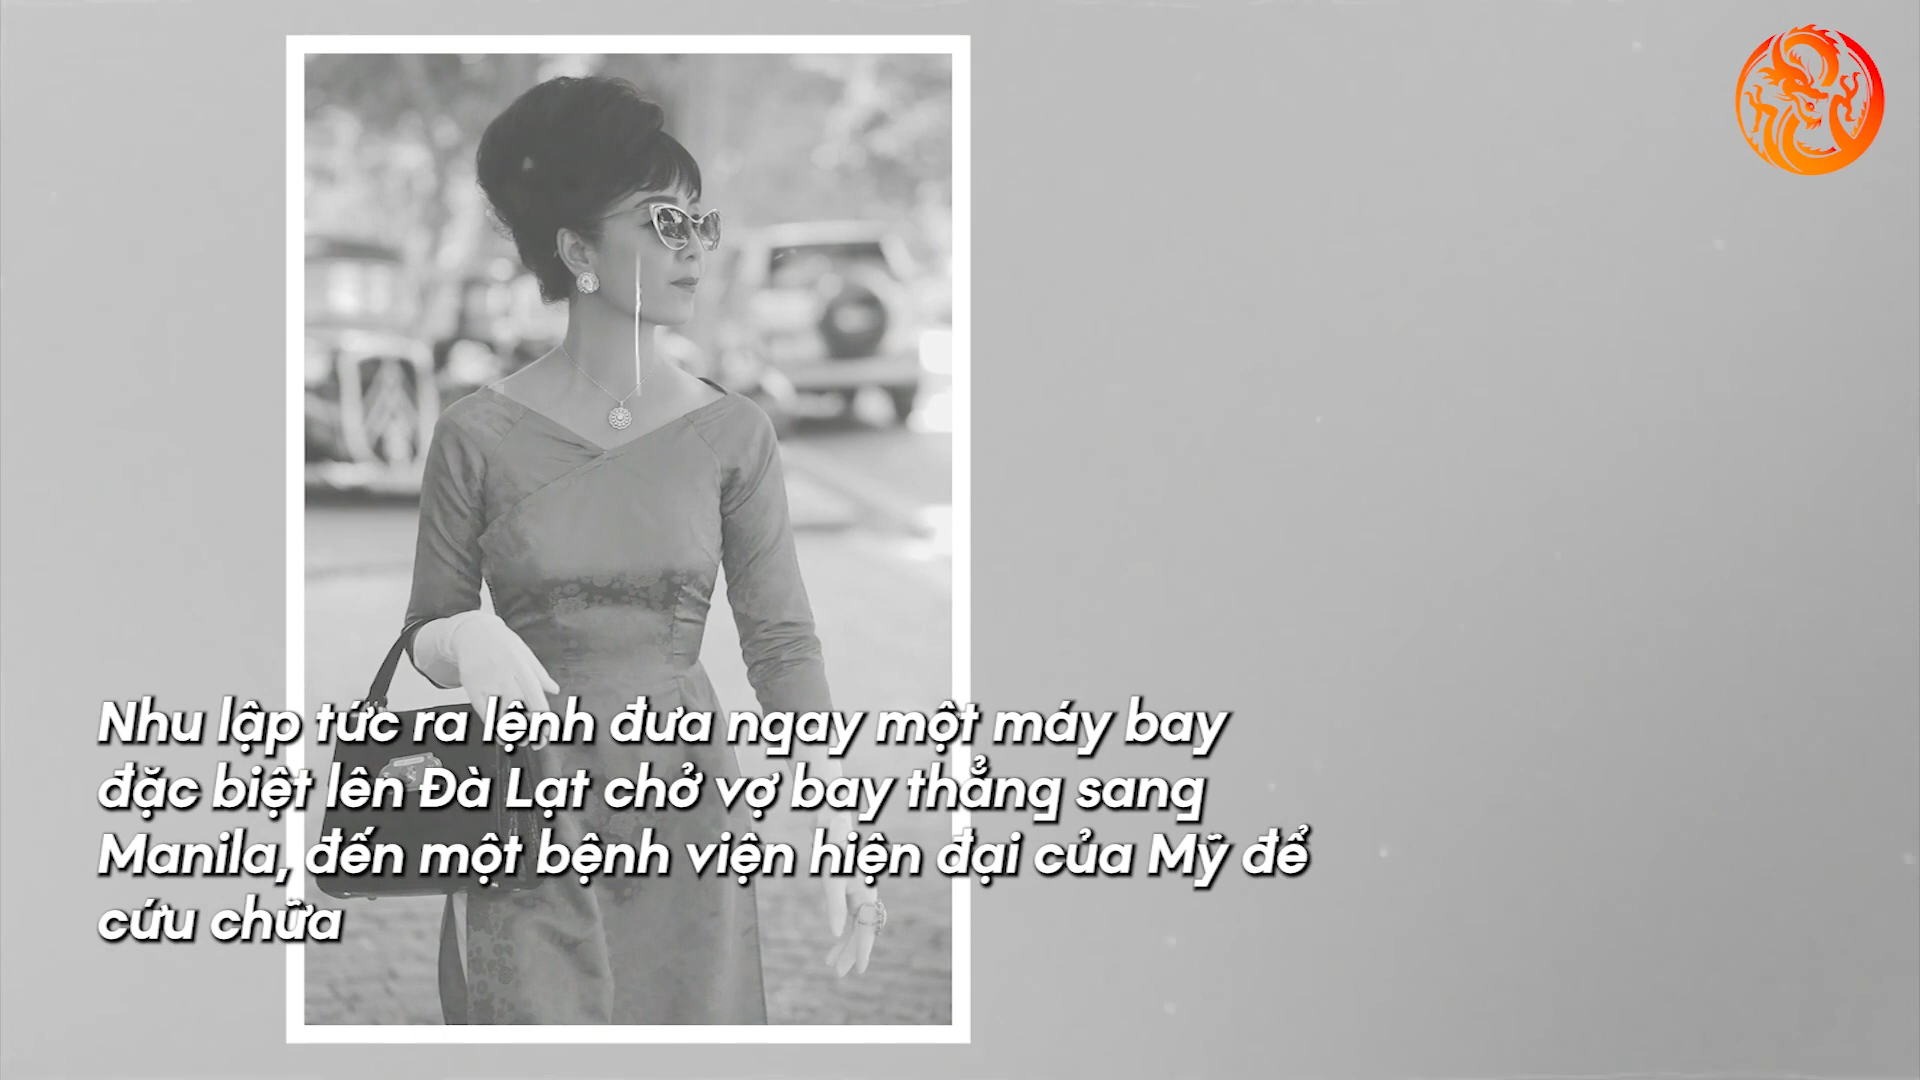 Nhu lập tức ra lệnh đưa ngay một máy bay
đặc biệt lên Đà Lạt chở vợ bay thẳng sang
Manila, đến một bệnh viện hiện đại của Mỹ để
cứu chữa